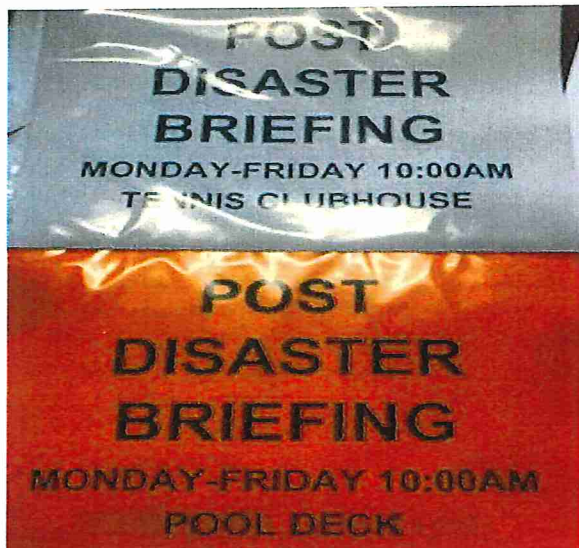 POST
DISASTER
BRIEFING
MONDAY-FRIDAY 10:00AM
TENNIS CLUBHOUSE
POST
DISASTER
BRIEFING
MONDAY-FRIDAY 10:00AM
POOL DECK